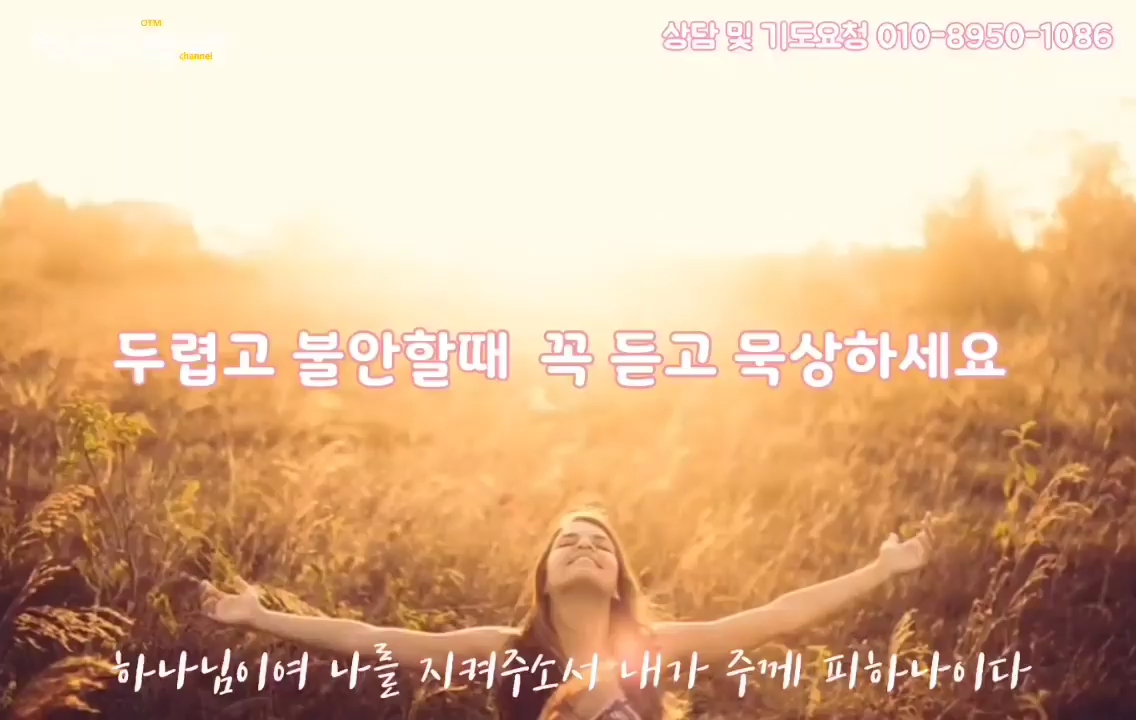 OTM
channel
상담 및 기도요청 010-8950-1086
두렵고 불안할때 꼭 듣고 묵상하세요
하나님이여 나를 지켜주소서 내가 주께 피하나이다